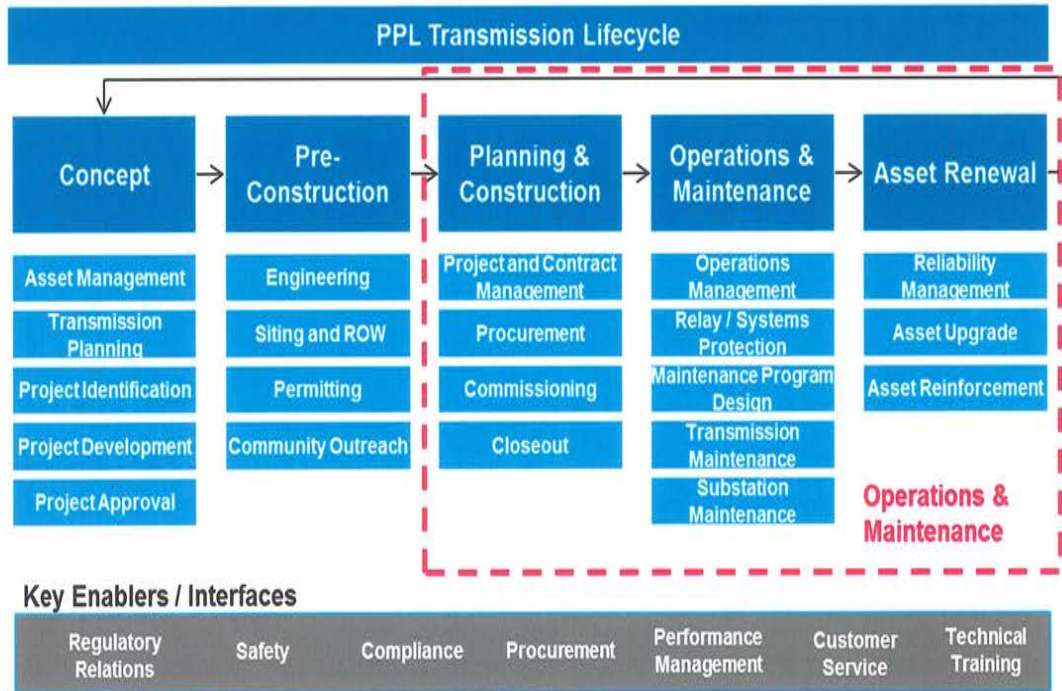 PPL Transmission Lifecycle
Concept
Pre-
Construction
Planning &
Construction
Operations &
Maintenance
Asset Renewal
Asset Management
Transmission
Planning
Project Identification
Project Development
Project Approval
Engineering
Siting and ROW
Permitting
Community Outreach
Project and Contract
Management
Procurement
Commissioning
Closeout
Operations
Management
Relay / Systems
Protection
Maintenance Program
Design
Transmission
Maintenance
Substation
Maintenance
Reliability
Management
Asset Upgrade
Asset Reinforcement
Operations &
Maintenance
Key Enablers / Interfaces
Regulatory
Relations
Safety
Compliance
Procurement
Performance
Management
Customer
Service
Technical
Training